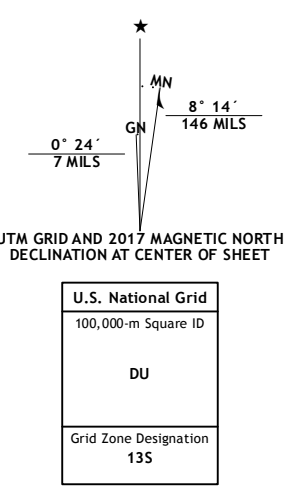 ★
MN
GN
8° 14´
146 MILS
0° 24´
7 MILS
UTM GRID AND 2017 MAGNETIC NORTH
DECLINATION AT CENTER OF SHEET
U.S. National Grid
100,000-m Square ID
DU
Grid Zone Designation
13S